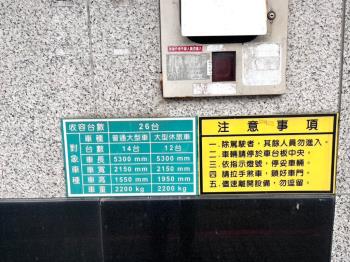 收容台數 26台
對象車種
車種 普通大型車 大型休旅車
台數 14台 12台
車長 5300 mm 5300 mm
車寬 2150 mm 2150 mm
車高 1550 mm 1950 mm
車重 2200 kg 2200 kg
注意事項
一.除駕駛者,其餘人員勿進入。
二.車輛請停於車台板中央。
三.依指示燈號,停妥車輛。
四.請拉手煞車,鎖好車門。
五.儘速離開設備,勿逗留。